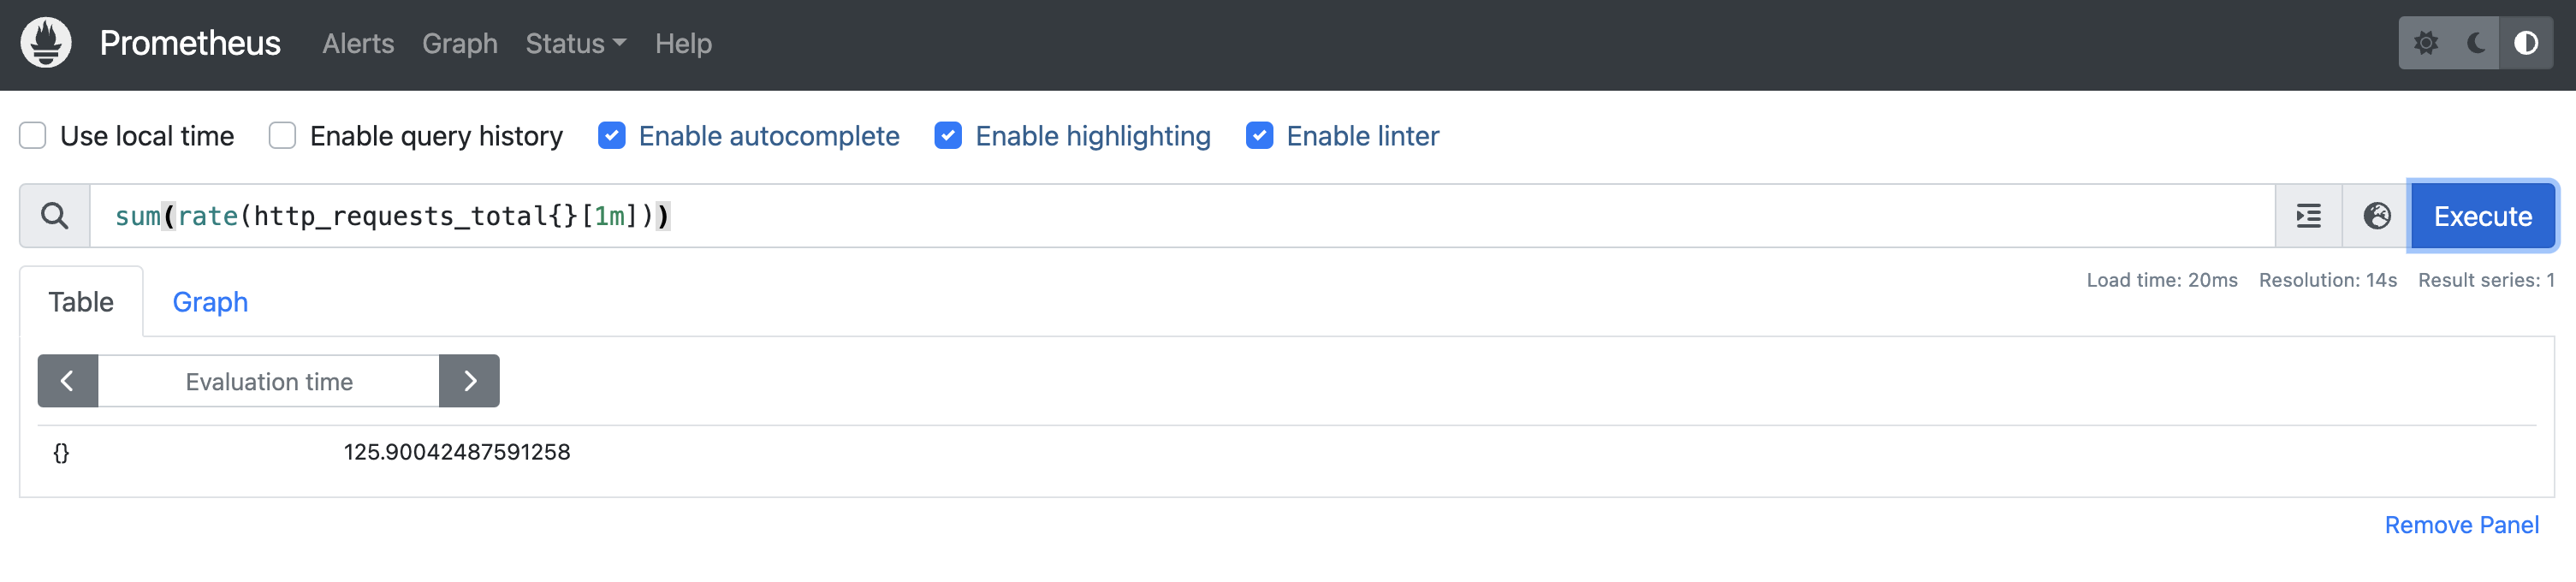 Prometheus Alerts Graph Status Help
Use local time Enable query history Enable autocomplete Enable highlighting Enable linter
sum(rate(http_requests_total{}[1m])) Execute
Table Graph Load time: 20ms Resolution: 14s Result series: 1
Evaluation time
{} 125.90042487591258
Remove Panel